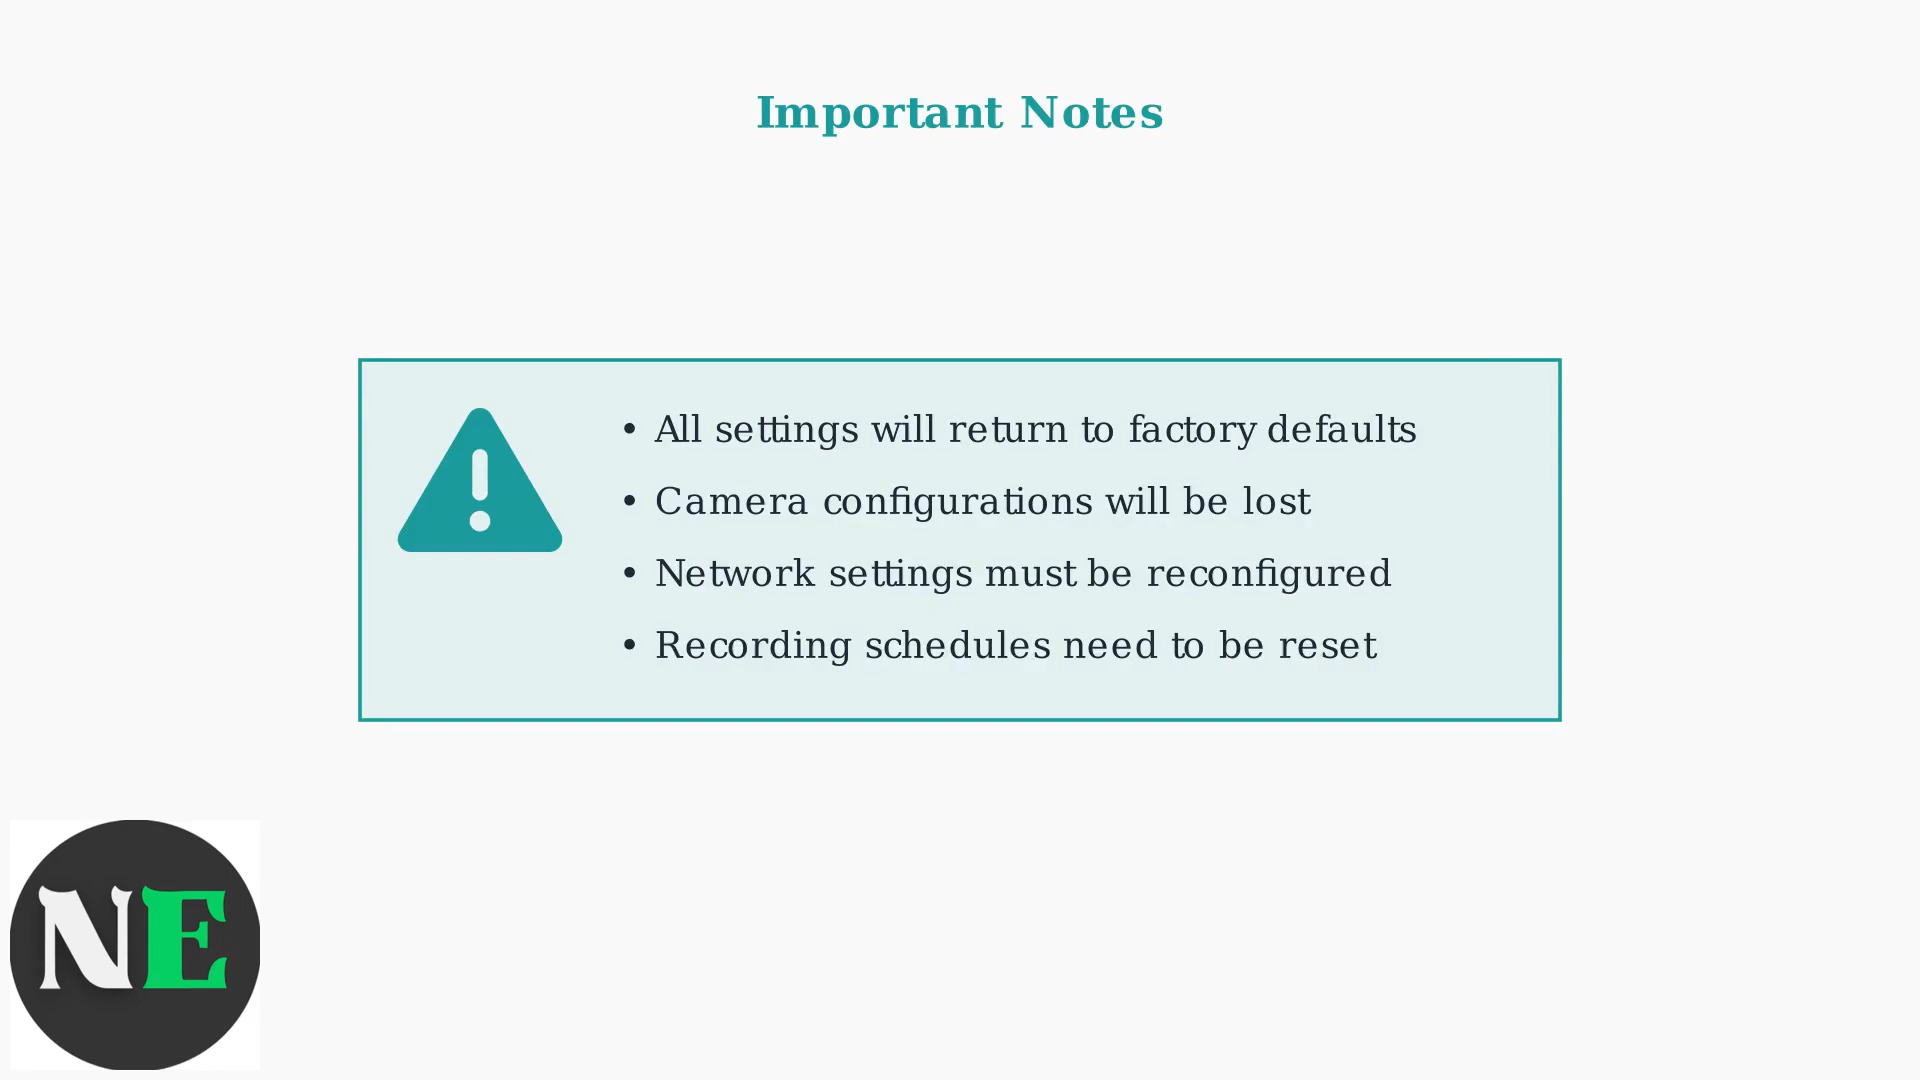 Important Notes
• All settings will return to factory defaults
• Camera configurations will be lost
• Network settings must be reconfigured
• Recording schedules need to be reset
NE